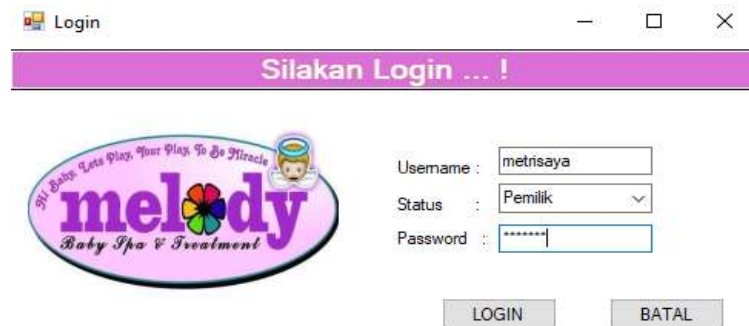 Login
Silakan Login ... !
Hi Baby, Lets Play, Your Play, To Be Miracle
melody
Baby Spa & Treatment
Username : metrisaya
Status : Pemilik
Password : *******
LOGIN BATAL